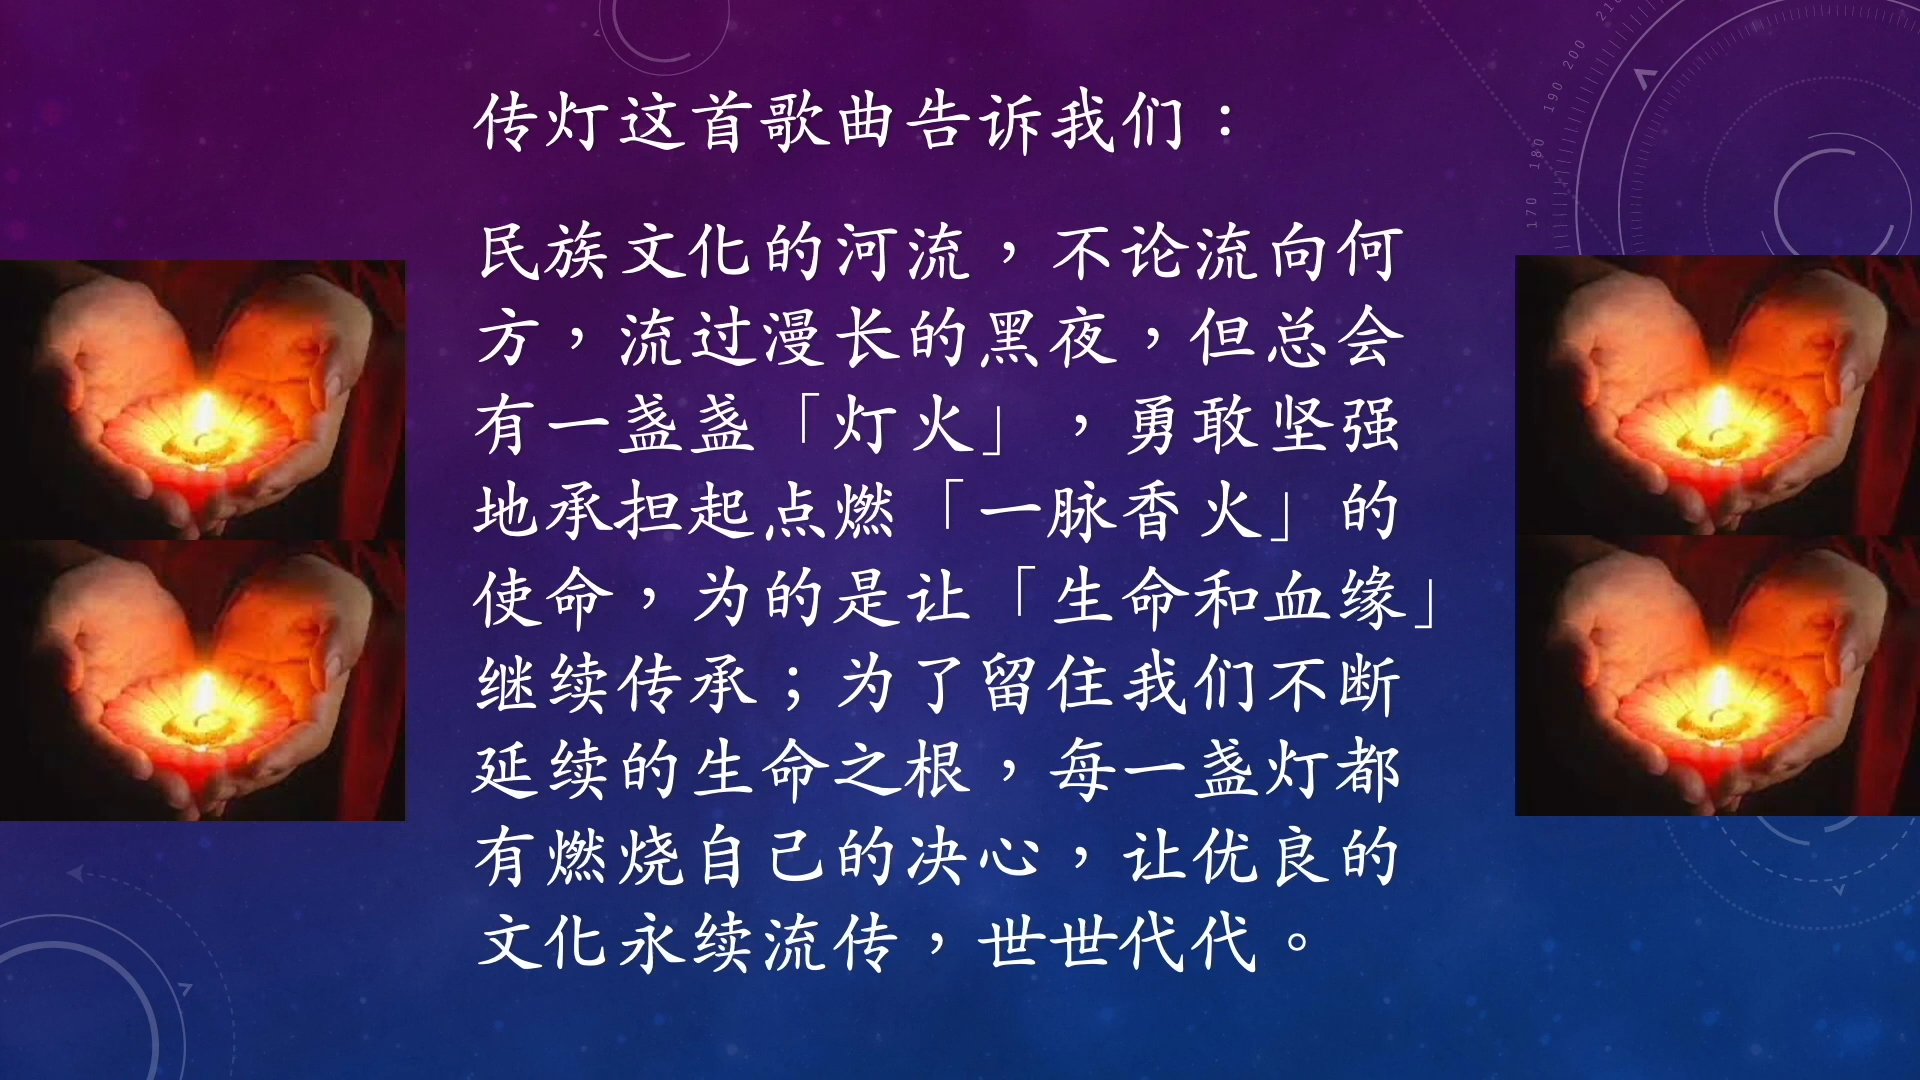 传灯这首歌曲告诉我们：
民族文化的河流，不论流向何
方，流过漫长的黑夜，但总会
有一盏盏「灯火」，勇敢坚强
地承担起点燃「一脉香火」的
使命，为的是让「生命和血缘」
继续传承；为了留住我们不断
延续的生命之根，每一盏灯都
有燃烧自己的决心，让优良的
文化永续流传，世世代代。
170
180
190
200